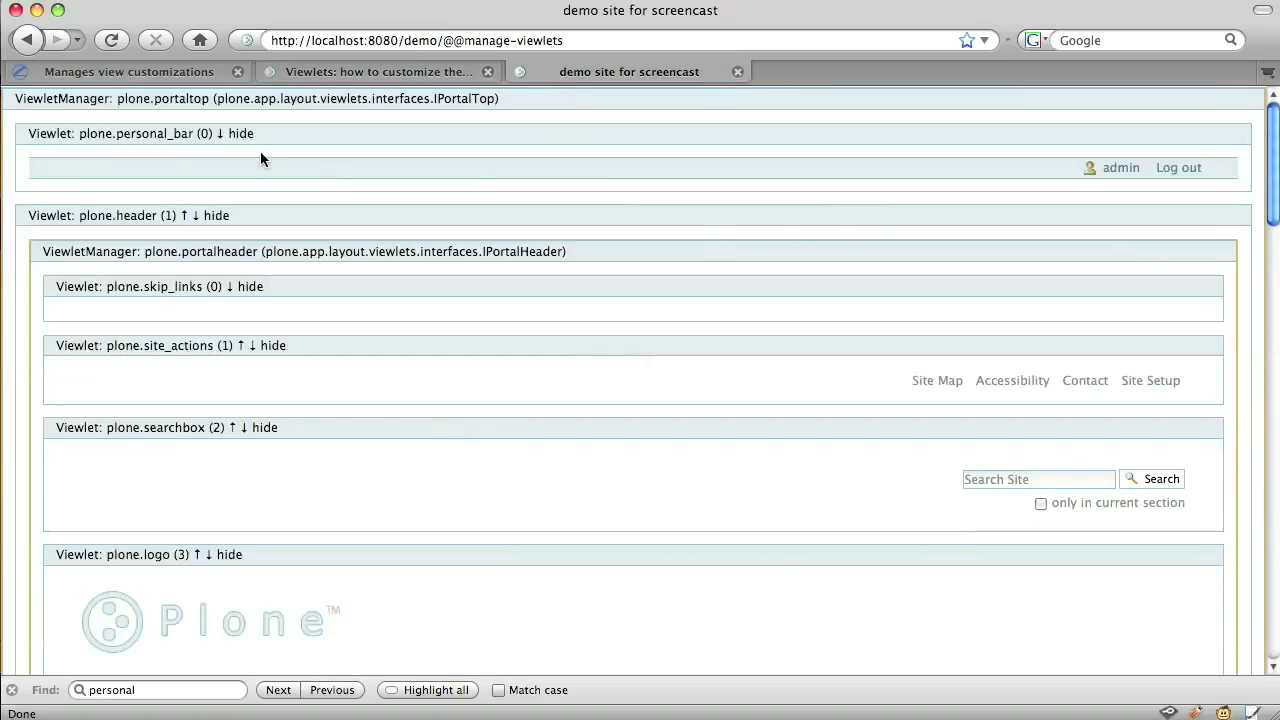 demo site for screencast
http://localhost:8080/demo/@@manage-viewlets
Google
Manages view customizations
Viewlets: how to customize the...
demo site for screencast
ViewletManager: plone.portaltop (plone.app.layout.viewlets.interfaces.IPortalTop)
Viewlet: plone.personal_bar (0) ↓ hide
admin Log out
Viewlet: plone.header (1) ↑ ↓ hide
ViewletManager: plone.portalheader (plone.app.layout.viewlets.interfaces.IPortalHeader)
Viewlet: plone.skip_links (0) ↓ hide
Viewlet: plone.site_actions (1) ↑ ↓ hide
Site Map Accessibility Contact Site Setup
Viewlet: plone.searchbox (2) ↑ ↓ hide
Search Site Search
only in current section
Viewlet: plone.logo (3) ↑ ↓ hide
Plone™
Find: personal Next Previous Highlight all Match case
Done